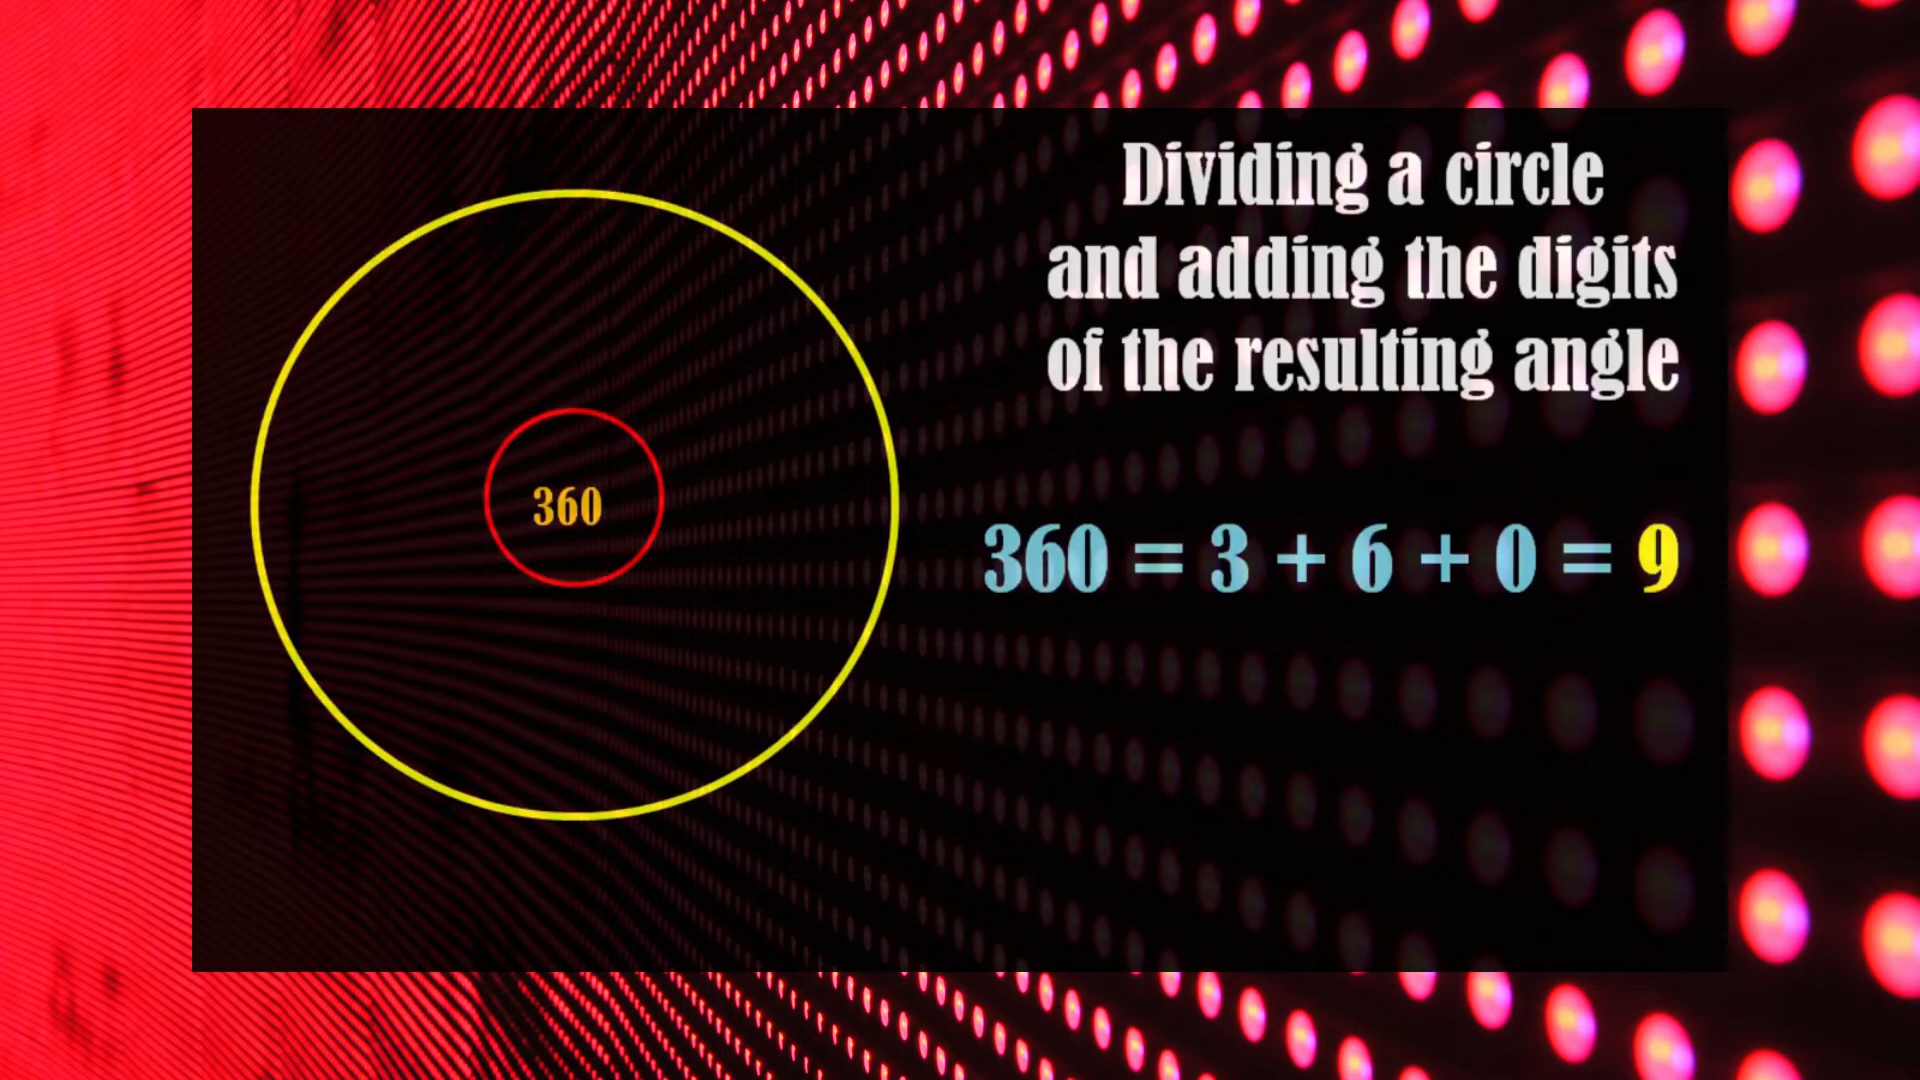 Dividing a circle
and adding the digits
of the resulting angle
360
360 = 3 + 6 + 0 = 9